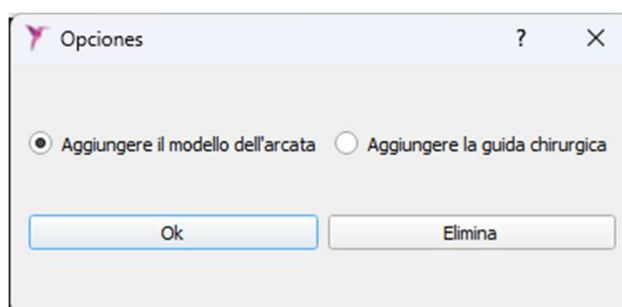 Opciones ?
Aggiungere il modello dell'arcata Aggiungere la guida chirurgica
Ok Elimina